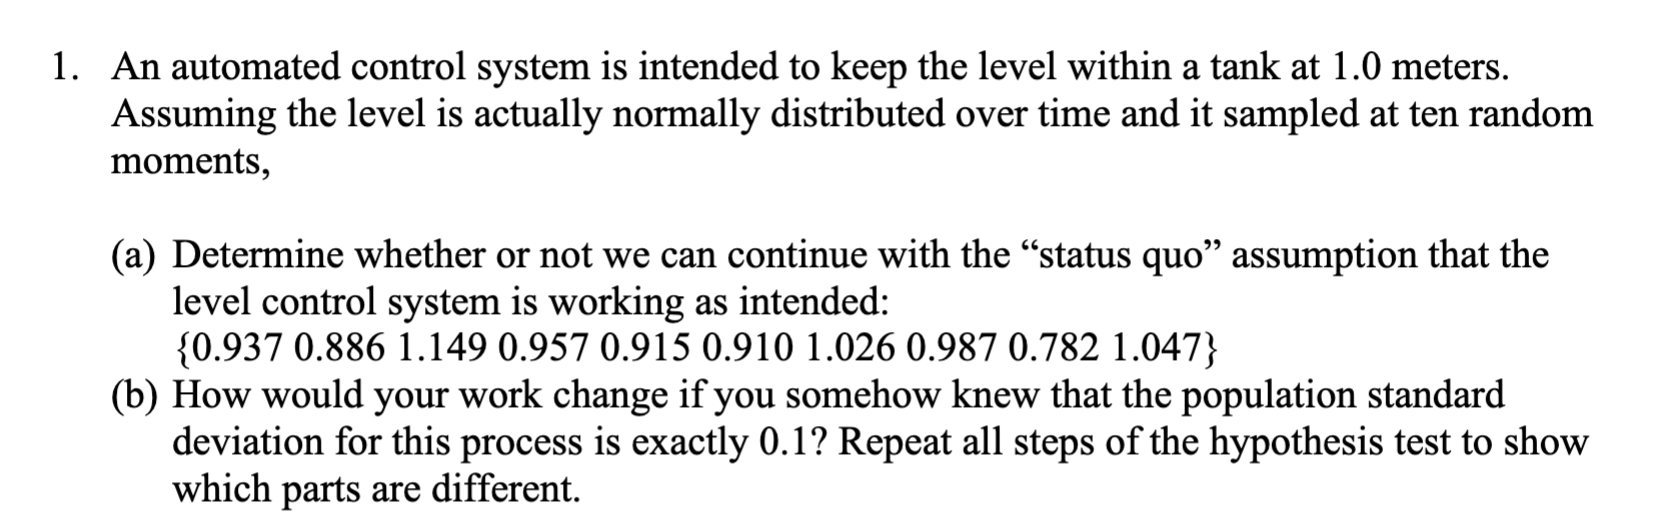 1. An automated control system is intended to keep the level within a tank at 1.0 meters.
Assuming the level is actually normally distributed over time and it sampled at ten random
moments,
(a) Determine whether or not we can continue with the “status quo” assumption that the
level control system is working as intended:
{0.937 0.886 1.149 0.957 0.915 0.910 1.026 0.987 0.782 1.047}
(b) How would your work change if you somehow knew that the population standard
deviation for this process is exactly 0.1? Repeat all steps of the hypothesis test to show
which parts are different.